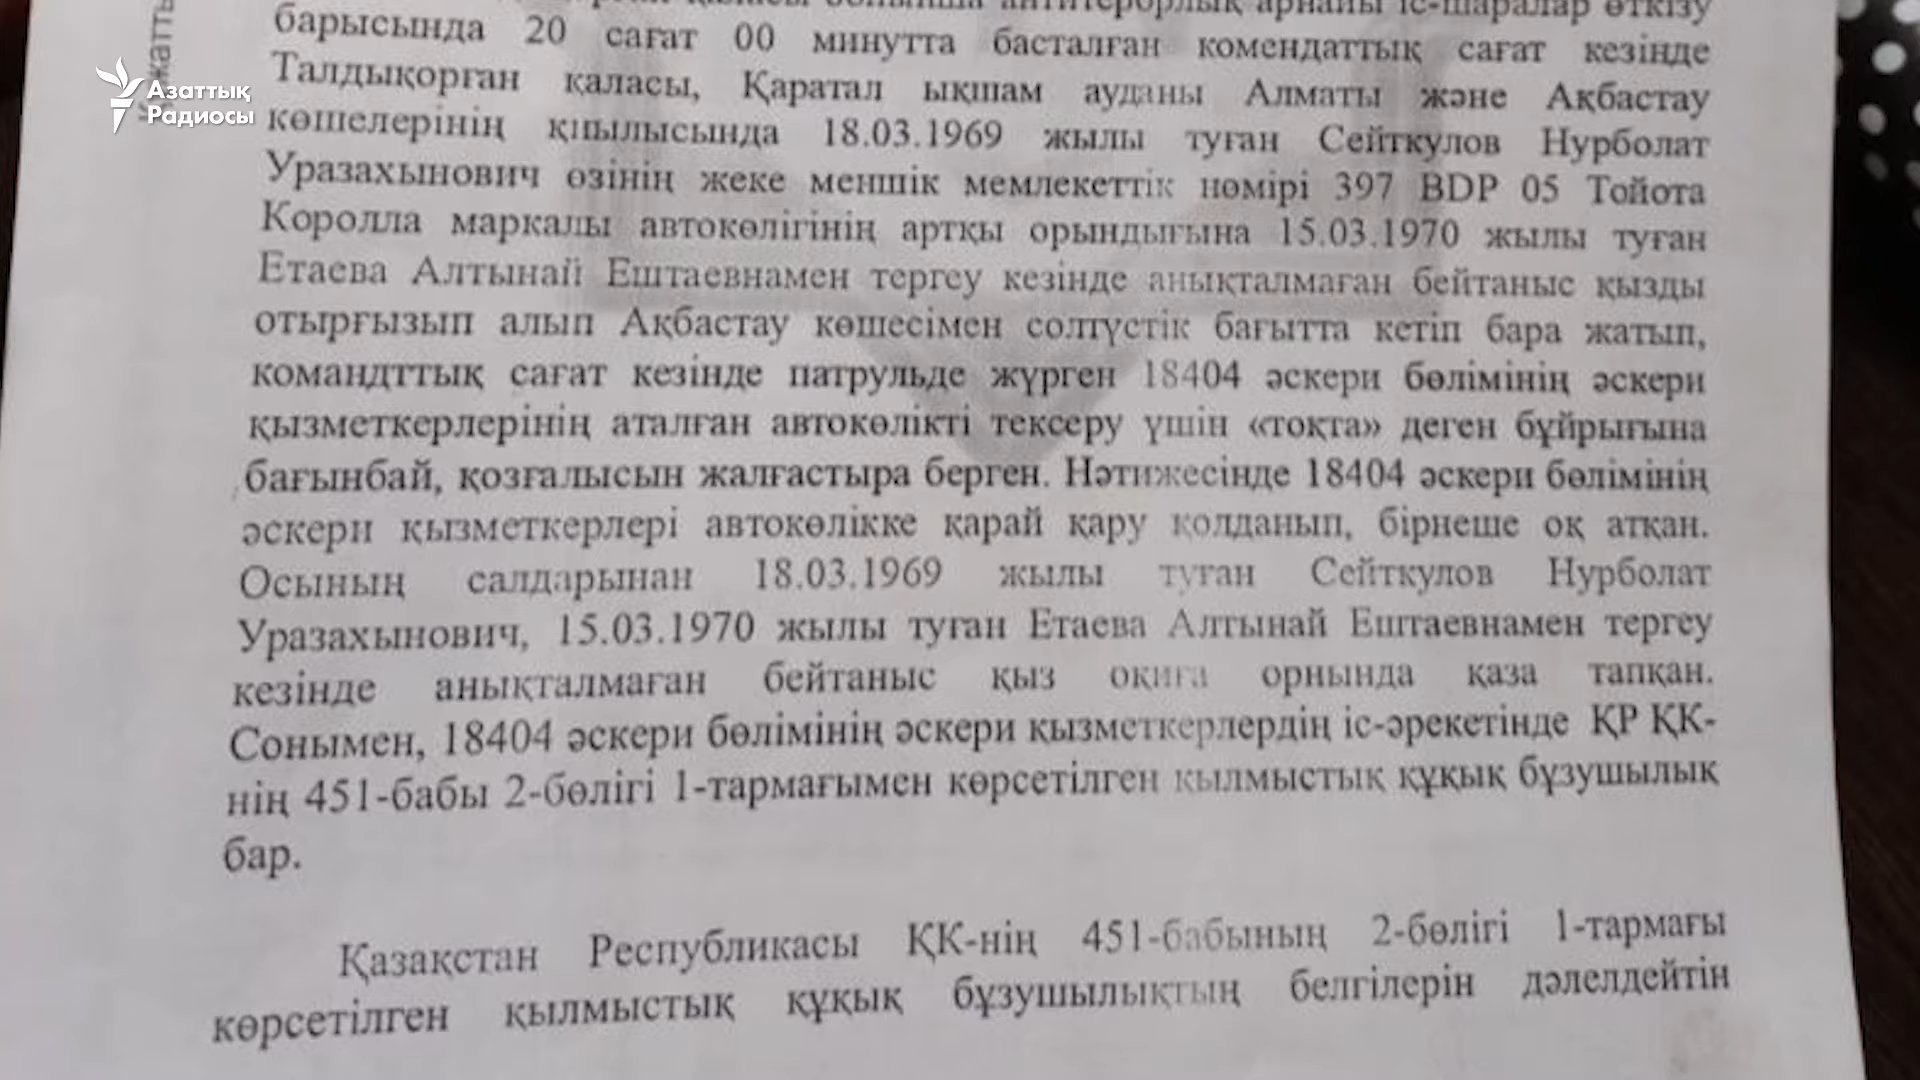 Азаттық
Радиосы
антитерорлық арнайы іс-шаралар өткізу
барысында 20 сағат 00 минутта басталған комендаттық сағат кезінде
Талдықорған қаласы, Қаратал ықшам ауданы Алматы және Ақбастау
көшелерінің қиылысында 18.03.1969 жылы туған Сейткулов Нурболат
Уразахынович өзінің жеке меншік мемлекеттік нөмірі 397 BDP 05 Тойота
Королла маркалы автокөлігінің артқы орындығына 15.03.1970 жылы туған
Етаева Алтынай Ештаевнамен тергеу кезінде анықталмаған бейтаныс қызды
отырғызып алып Ақбастау көшесімен солтүстік бағытта кетіп бара жатып,
командттық сағат кезінде патрульде жүрген 18404 әскери бөлімінің әскери
қызметкерлерінің аталған автокөлікті тексеру үшін «тоқта» деген бұйрығына
бағынбай, қозғалысын жалғастыра берген. Нәтижесінде 18404 әскери бөлімінің
әскери қызметкерлері автокөлікке қарай қару қолданып, бірнеше оқ атқан.
Осының салдарынан 18.03.1969 жылы туған Сейткулов Нурболат
Уразахынович, 15.03.1970 жылы туған Етаева Алтынай Ештаевнамен тергеу
кезінде анықталмаған бейтаныс қыз оқиға орнында қаза тапқан.
Сонымен, 18404 әскери бөлімінің әскери қызметкерлердің іс-әрекетінде ҚР ҚК-
нің 451-бабы 2-бөлігі 1-тармағымен көрсетілген қылмыстық құқық бұзушылық
бар.
Қазақстан Республикасы ҚК-нің 451-бабының 2-бөлігі 1-тармағы
көрсетілген қылмыстық құқық бұзушылықтың белгілерін дәлелдейтін